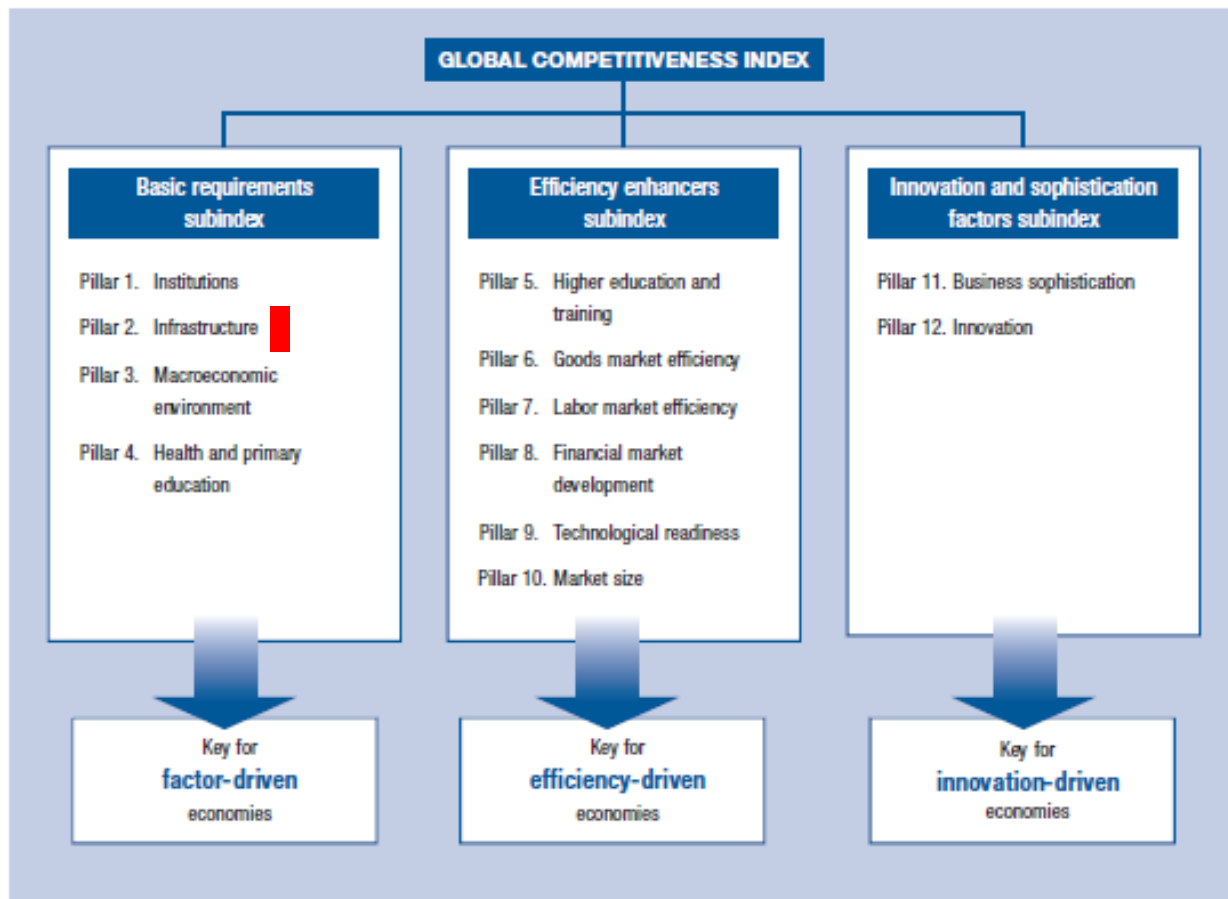 GLOBAL COMPETITIVENESS INDEX
Basic requirements
subindex
Pillar 1. Institutions
Pillar 2. Infrastructure
Pillar 3. Macroeconomic
environment
Pillar 4. Health and primary
education
Key for
factor-driven
economies
Efficiency enhancers
subindex
Pillar 5. Higher education and
training
Pillar 6. Goods market efficiency
Pillar 7. Labor market efficiency
Pillar 8. Financial market
development
Pillar 9. Technological readiness
Pillar 10. Market size
Key for
efficiency-driven
economies
Innovation and sophistication
factors subindex
Pillar 11. Business sophistication
Pillar 12. Innovation
Key for
innovation-driven
economies